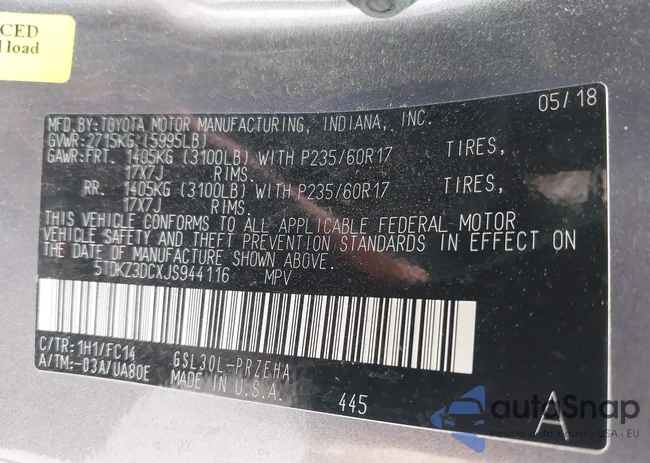 CED
load
05/18
MFD.BY:TOYOTA MOTOR MANUFACTURING, INDIANA, INC.
GVWR:2715KG (5995LB)
GAWR:FRT. 1405KG (3100LB) WITH P235/60R17 TIRES,
17X7J RIMS.
RR. 1405KG (3100LB) WITH P235/60R17 TIRES,
17X7J RIMS.
THIS VEHICLE CONFORMS TO ALL APPLICABLE FEDERAL MOTOR
VEHICLE SAFETY AND THEFT PREVENTION STANDARDS IN EFFECT ON
THE DATE OF MANUFACTURE SHOWN ABOVE.
5TDKZ3DCXJS944116 MPV
C/TR:1H1/FC14 GSL30L-PRZEHA
A/TM:-03A/UA80E MADE IN U.S.A.
445 A
autoSnap
USA i EU